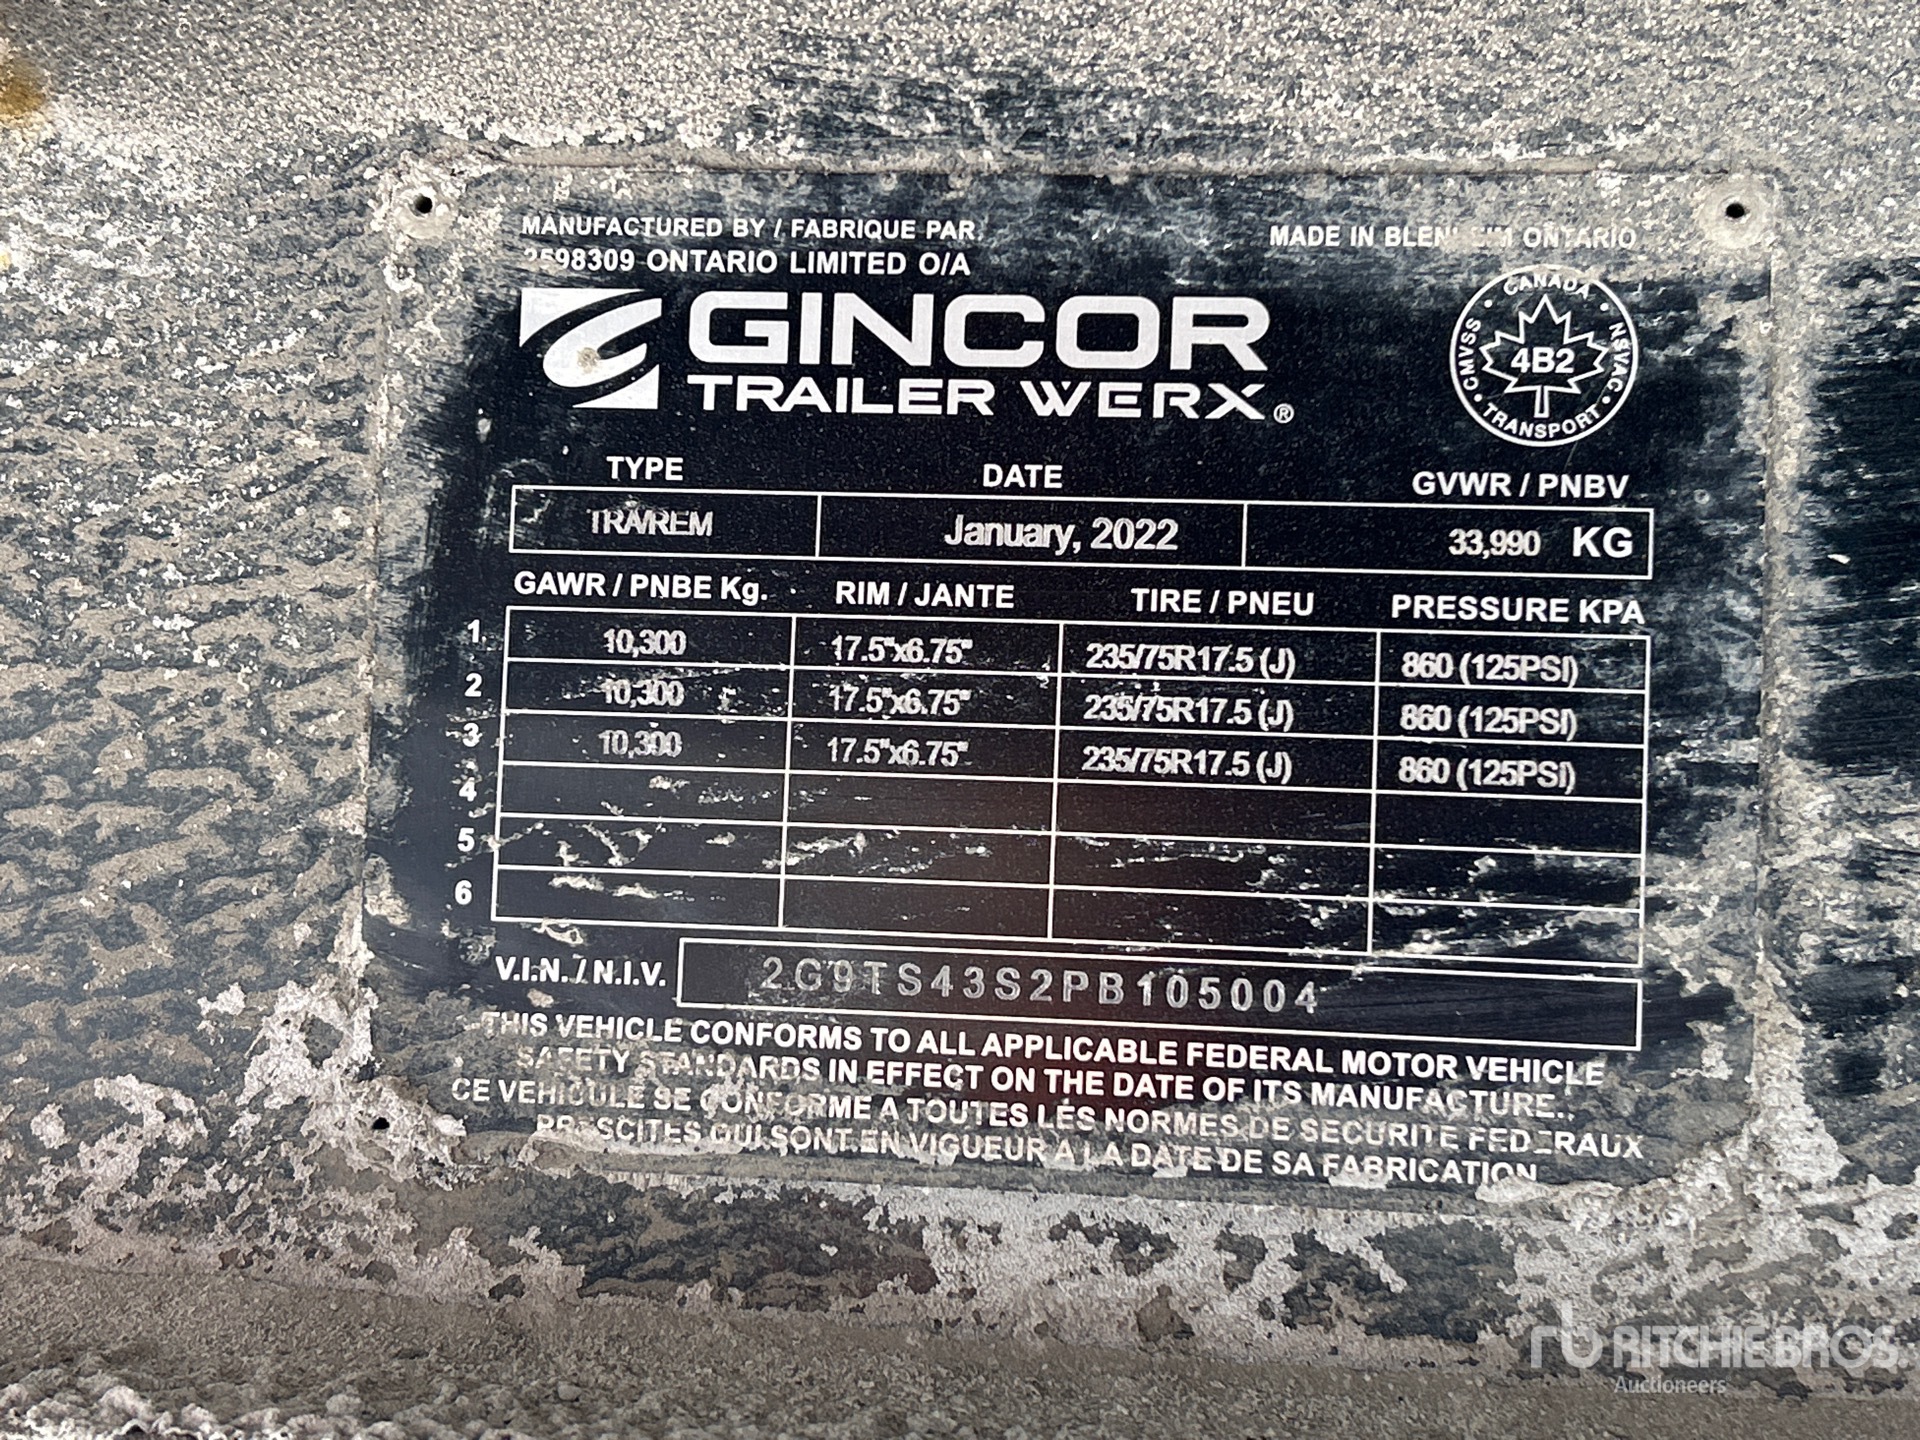 MANUFACTURED BY / FABRIQUE PAR
MADE IN ONTARIO
ONTARIO LIMITED O/A
GINCOR
TRAILER WERX®
CANADA
CMVSS
NSVAC
4B2
TRANSPORT
TYPE DATE GVWR / PNBV
TRA/REM January, 2022 33,990 KG
GAWR / PNBE Kg. RIM / JANTE TIRE / PNEU PRESSURE KPA
1 10,300 17.5"x6.75" 235/75R17.5 (J) 860 (125PSI)
2 10,300 17.5"x6.75" 235/75R17.5 (J) 860 (125PSI)
3 10,300 17.5"x6.75" 235/75R17.5 (J) 860 (125PSI)
4
5
6
V.I.N. / N.I.V. 2G9TS43S2PB105004
THIS VEHICLE CONFORMS TO ALL APPLICABLE FEDERAL MOTOR VEHICLE
SAFETY STANDARDS IN EFFECT ON THE DATE OF ITS MANUFACTURE.
CE VEHICULE SE CONFORME A TOUTES LES NORMES DE SECURITE FEDERAUX
PRESCITES QUI SONT EN VIGUEUR A LA DATE DE SA FABRICATION
rb RITCHIE BROS.
Auctioneers